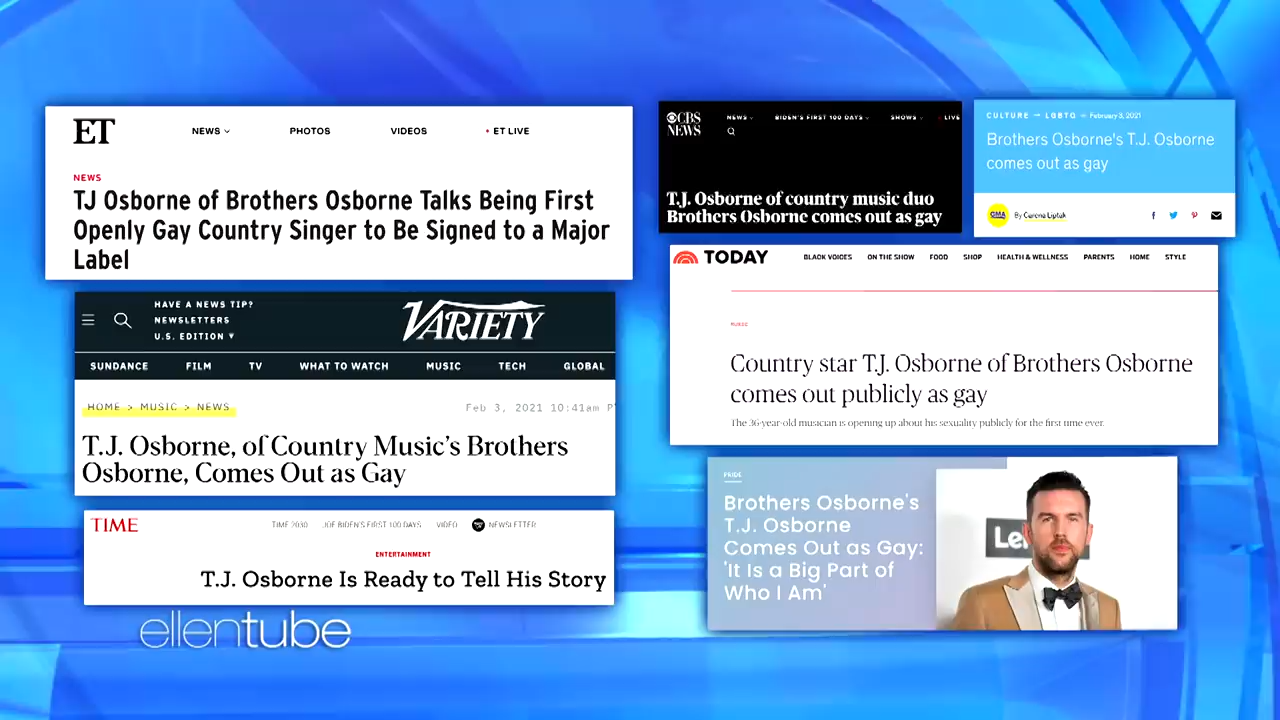 ET
NEWS
PHOTOS
VIDEOS
• ET LIVE
NEWS
TJ Osborne of Brothers Osborne Talks Being First
Openly Gay Country Singer to Be Signed to a Major
Label
HAVE A NEWS TIP?
NEWSLETTERS
U.S. EDITION ▾
VARIETY
SUNDANCE
FILM
TV
WHAT TO WATCH
MUSIC
TECH
GLOBAL
HOME > MUSIC > NEWS
Feb 3, 2021 10:41am P
T.J. Osborne, of Country Music's Brothers
Osborne, Comes Out as Gay
TIME
TIME 2030
JOE BIDEN'S FIRST 100 DAYS
VIDEO
NEWSLETTER
ENTERTAINMENT
T.J. Osborne Is Ready to Tell His Story
ellentube
CBS
NEWS
NEWS
BIDEN'S FIRST 100 DAYS
SHOWS
LIVE
T.J. Osborne of country music duo
Brothers Osborne comes out as gay
CULTURE — LGBTQ — February 3, 2021
Brothers Osborne's T.J. Osborne
comes out as gay
GMA
By Carena Liptak
TODAY
BLACK VOICES
ON THE SHOW
FOOD
SHOP
HEALTH & WELLNESS
PARENTS
HOME
STYLE
MUSIC
Country star T.J. Osborne of Brothers Osborne
comes out publicly as gay
The 36-year-old musician is opening up about his sexuality publicly for the first time ever.
PRIDE
Brothers Osborne's
T.J. Osborne
Comes Out as Gay:
'It Is a Big Part of
Who I Am'
Le